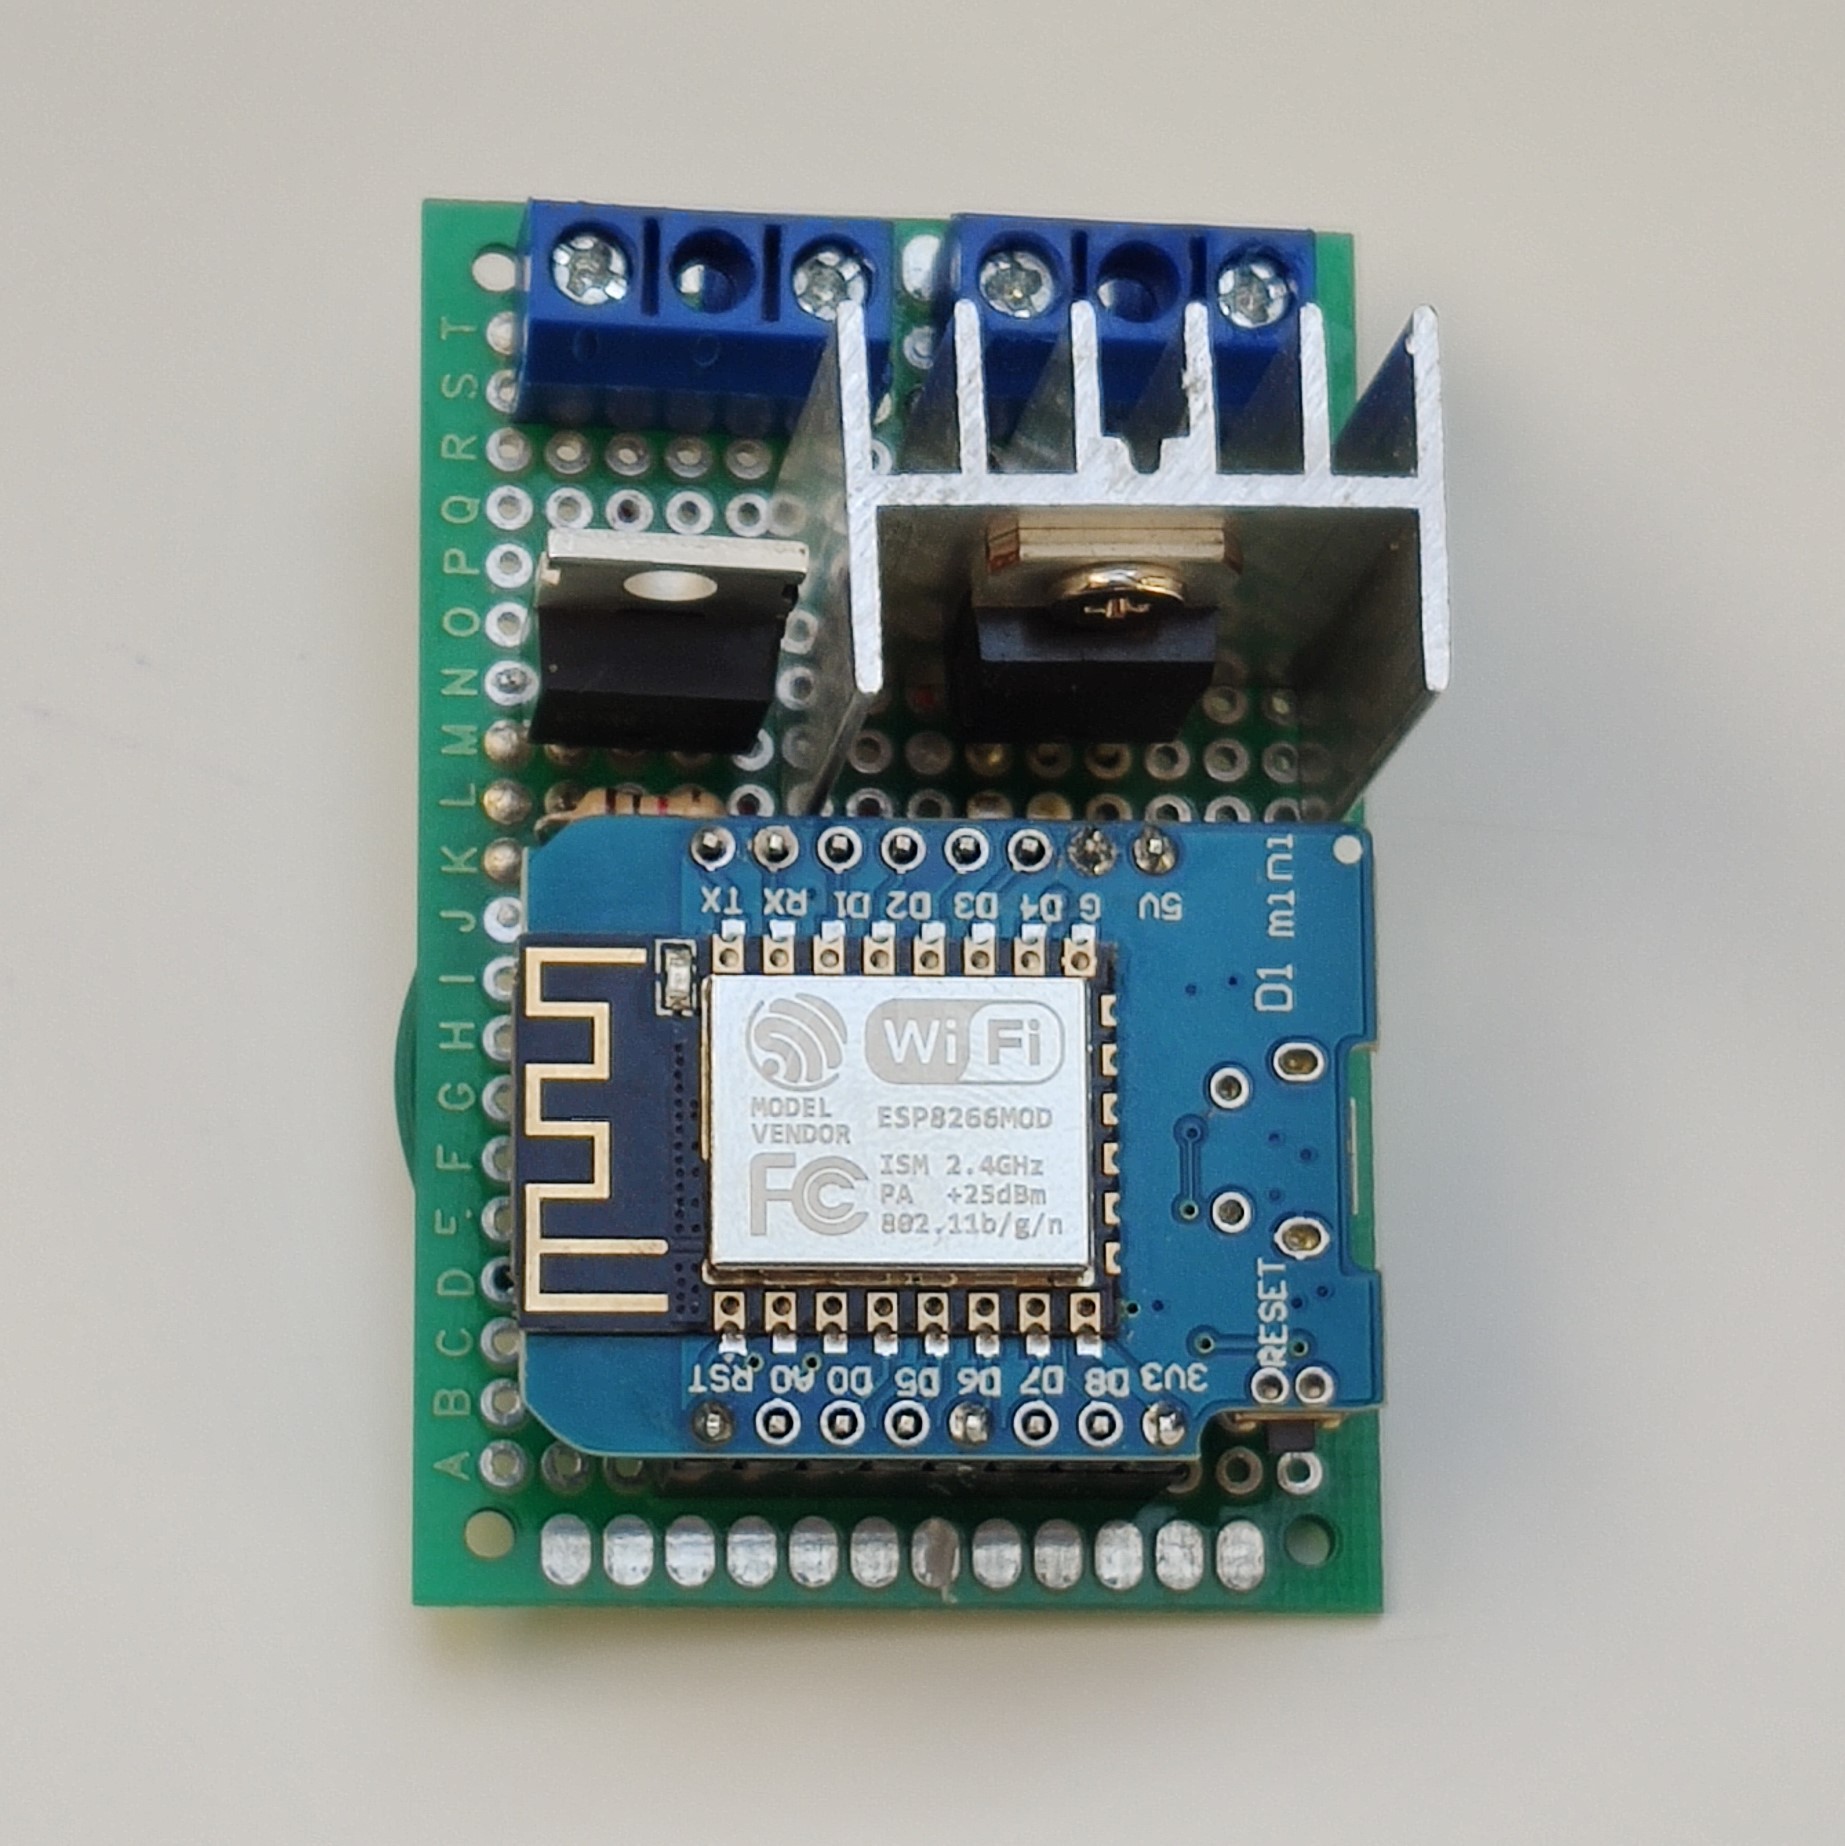 T
S
R
Q
P
O
N
M
L
K
J
I
H
G
F
E
D
C
B
A
TX RX D1 D2 D3 D4 G 5V
D1 mini
WiFi
MODEL
VENDOR
ESP8266MOD
FC
ISM 2.4GHz
PA +25dBm
802.11b/g/n
RST A0 D0 D5 D6 D7 D8 3V3
RESET